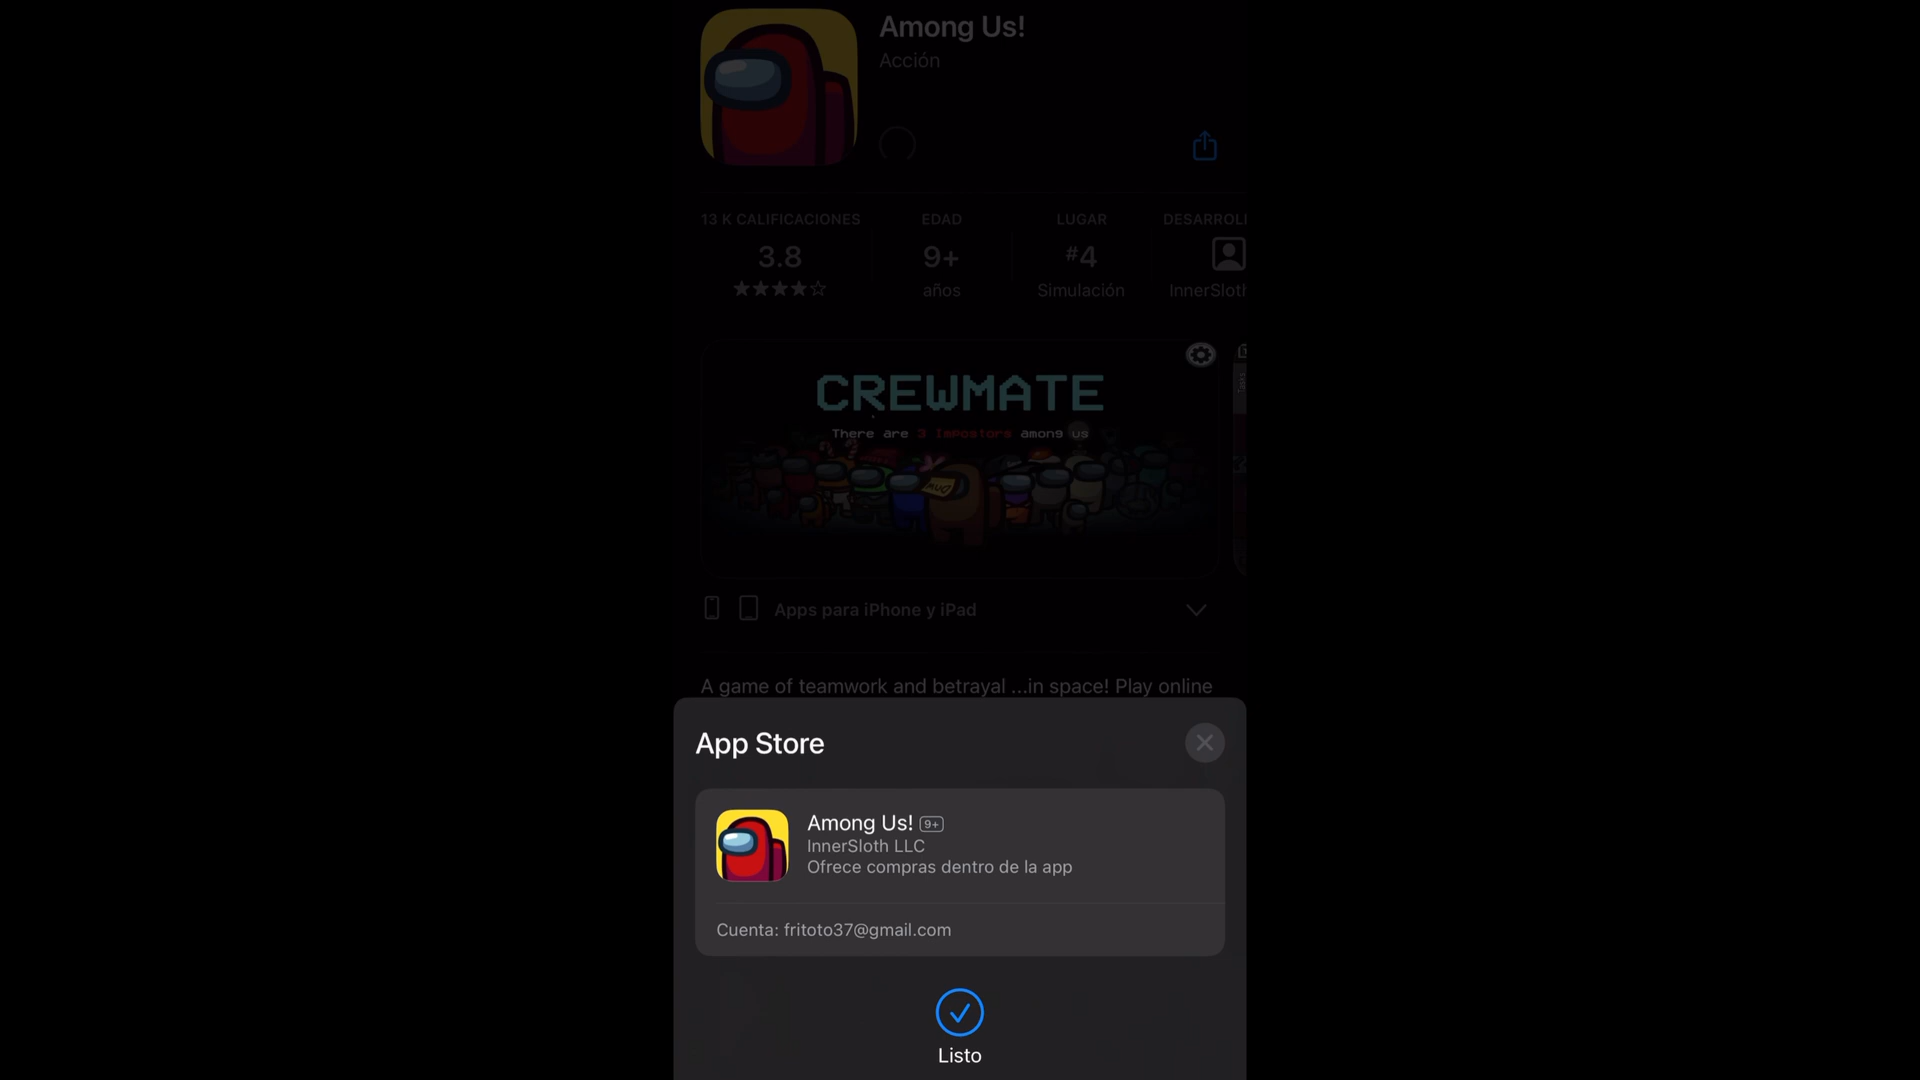 Among Us!
Acción
13 K CALIFICACIONES
EDAD
LUGAR
DESARROLL
3.8
9+
#4
años
Simulación
InnerSloth
CREWMATE
There are 3 Impostors among us
DUM
Apps para iPhone y iPad
A game of teamwork and betrayal ...in space! Play online
App Store
Among Us! 9+
InnerSloth LLC
Ofrece compras dentro de la app
Cuenta: fritoto37@gmail.com
Listo